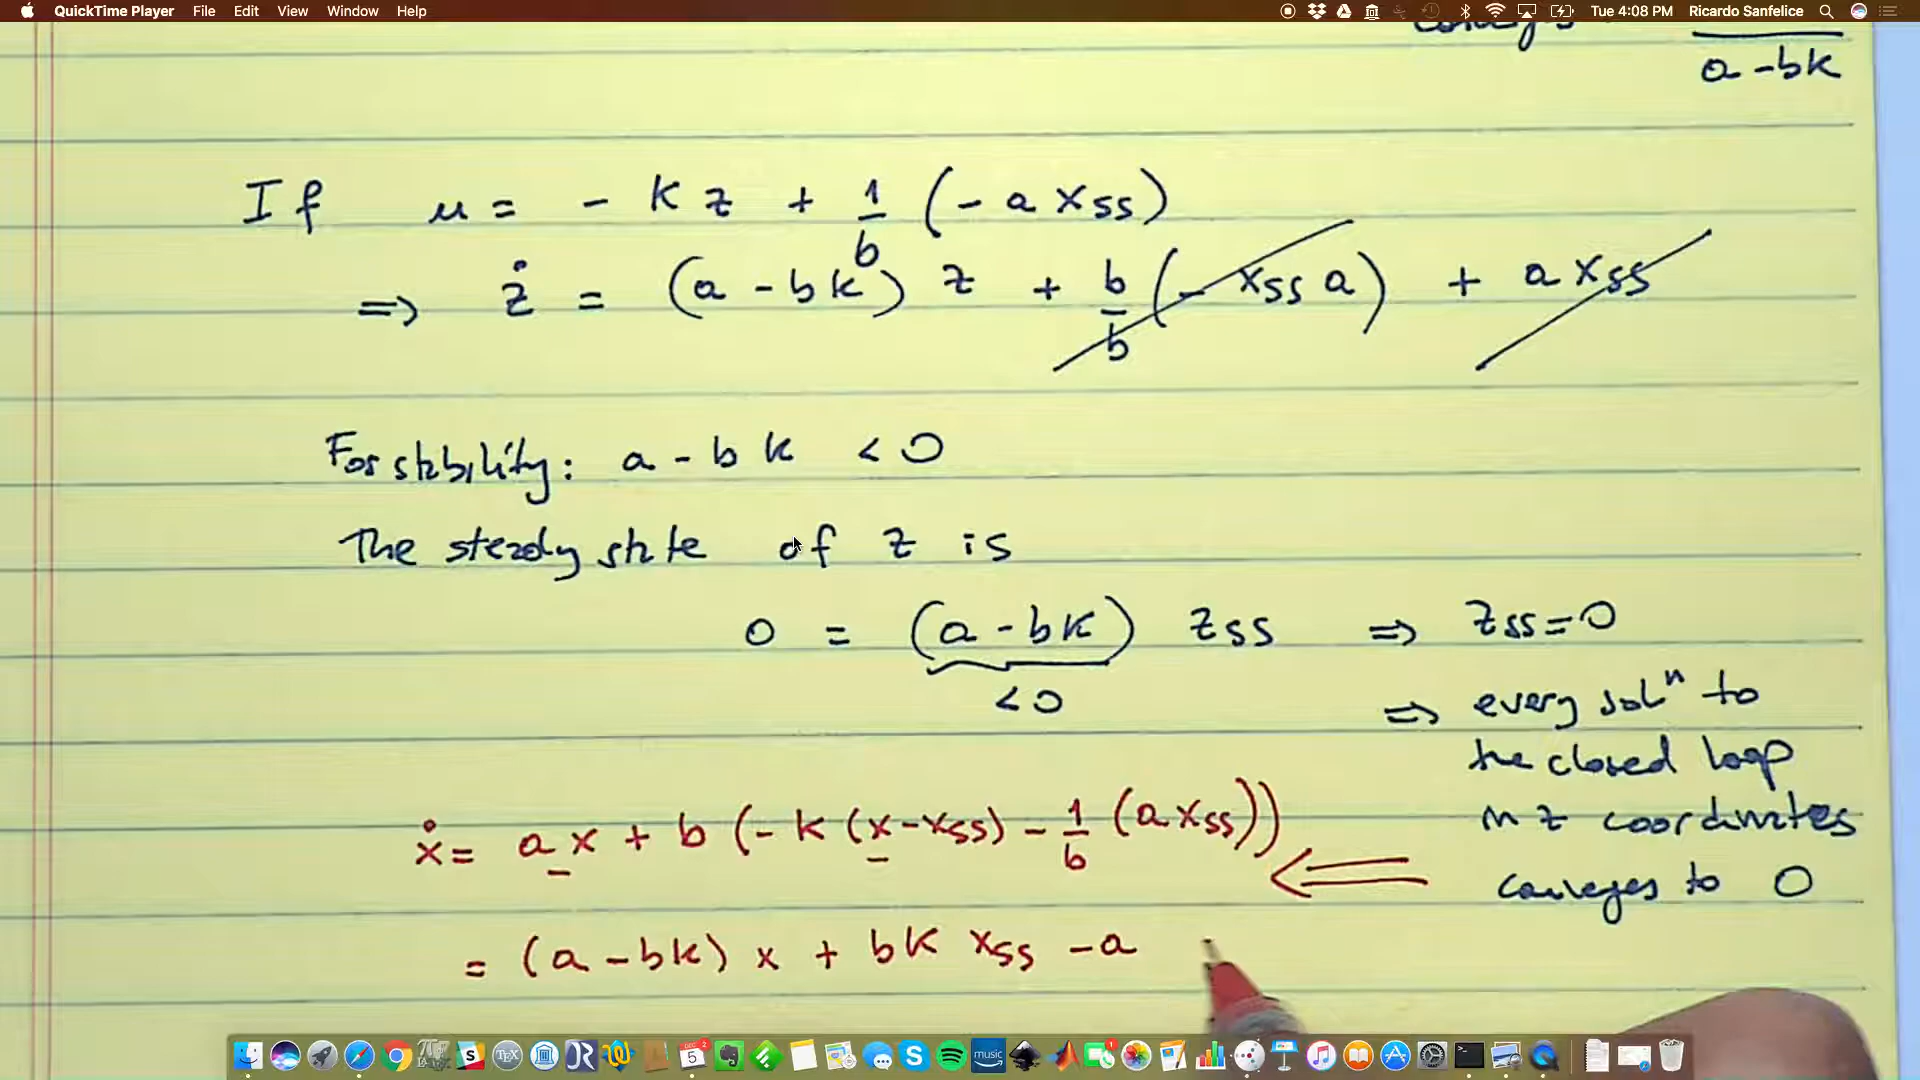 QuickTime Player File Edit View Window Help Tue 4:08 PM Ricardo Sanfelice
a - bk
If u = - K z + 1/b (- a xss)
=> ż = (a - bk) z + b/b (- xss a) + a xss
For stability: a - b k < 0
The steady state of z is
0 = (a - bk) zss => zss = 0
< 0
=> every solⁿ to
the closed loop
in z coordinates
converges to 0
ẋ = a x + b (- k (x - xss) - 1/b (a xss))
= (a - bk) x + bk xss - a